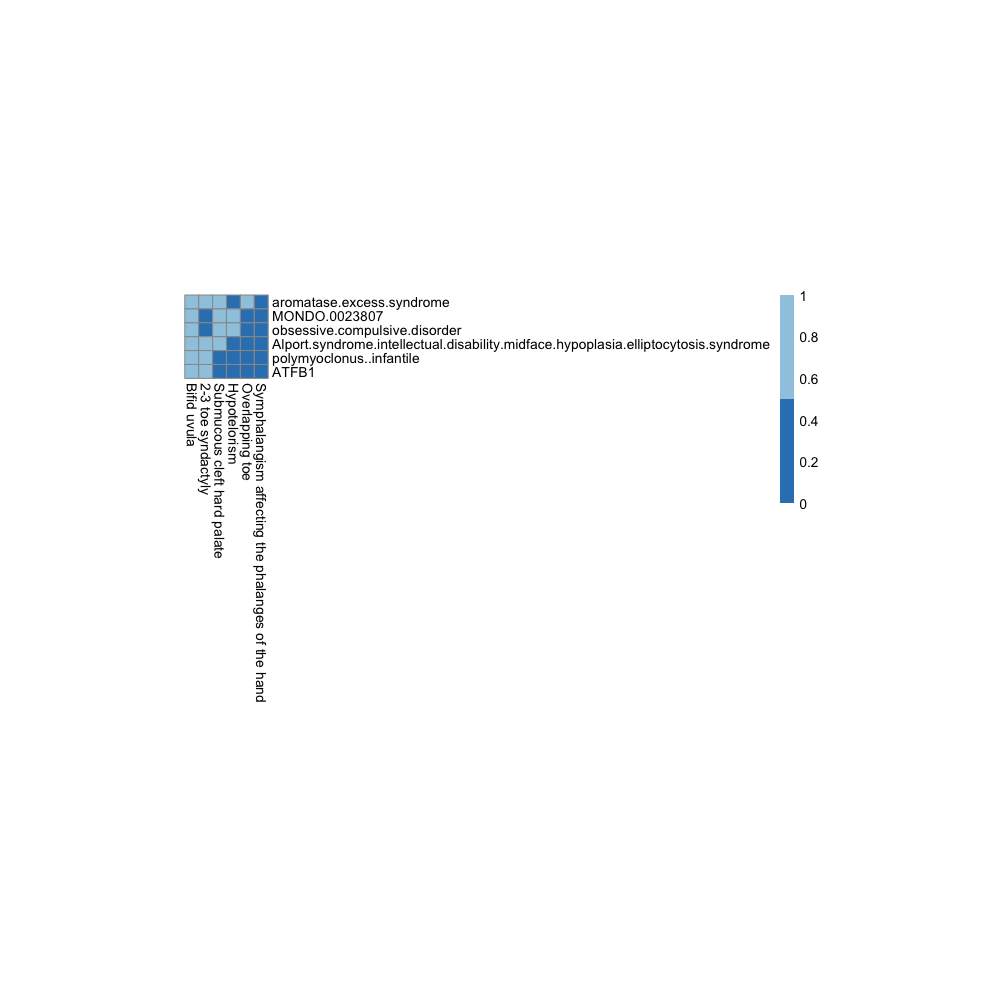 aromatase.excess.syndrome
MONDO.0023807
obsessive.compulsive.disorder
Alport.syndrome.intellectual.disability.midface.hypoplasia.elliptocytosis.syndrome
polymyoclonus..infantile
ATFB1
Bifid uvula
2-3 toe syndactyly
Submucous cleft hard palate
Hypotelorism
Overlapping toe
Symphalangism affecting the phalanges of the hand
1
0.8
0.6
0.4
0.2
0